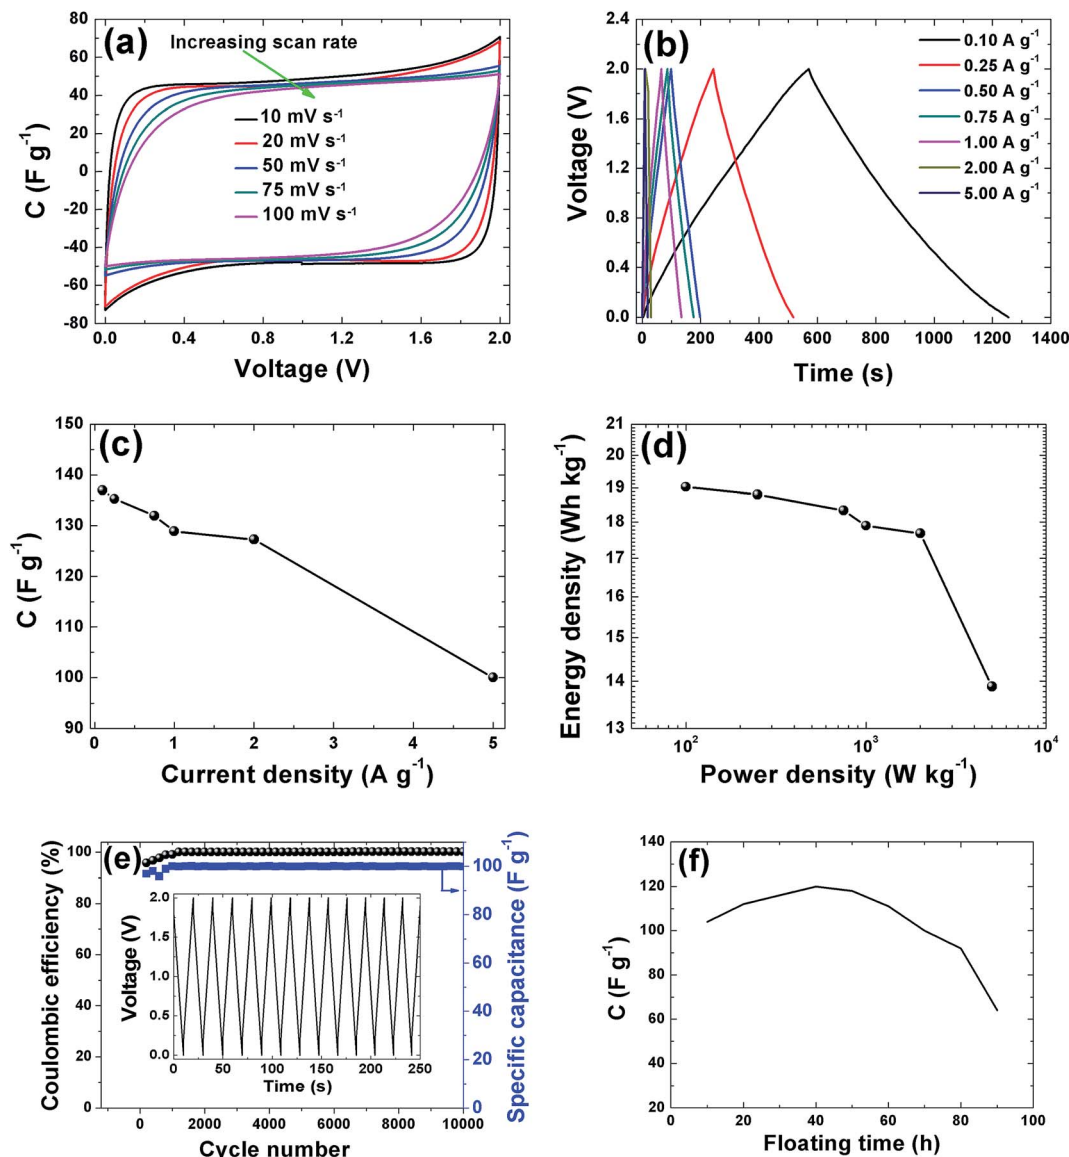 (a)
Increasing scan rate
10 mV s⁻¹
20 mV s⁻¹
50 mV s⁻¹
75 mV s⁻¹
100 mV s⁻¹
80
60
40
20
0
-20
-40
-60
-80
C (F g⁻¹)
0.0 0.4 0.8 1.2 1.6 2.0
Voltage (V)
(b)
0.10 A g⁻¹
0.25 A g⁻¹
0.50 A g⁻¹
0.75 A g⁻¹
1.00 A g⁻¹
2.00 A g⁻¹
5.00 A g⁻¹
2.4
2.0
1.6
1.2
0.8
0.4
0.0
Voltage (V)
0 200 400 600 800 1000 1200 1400
Time (s)
(c)
150
140
130
120
110
100
90
C (F g⁻¹)
0 1 2 3 4 5
Current density (A g⁻¹)
(d)
21
20
19
18
17
16
15
14
13
Energy density (Wh kg⁻¹)
10² 10³ 10⁴
Power density (W kg⁻¹)
(e)
100
80
60
40
20
0
Coulombic efficiency (%)
100
80
60
40
20
0
Specific capacitance (F g⁻¹)
2.0
1.5
1.0
0.5
0.0
Voltage (V)
0 50 100 150 200 250
Time (s)
0 2000 4000 6000 8000 10000
Cycle number
(f)
140
120
100
80
60
40
20
C (F g⁻¹)
0 20 40 60 80 100
Floating time (h)